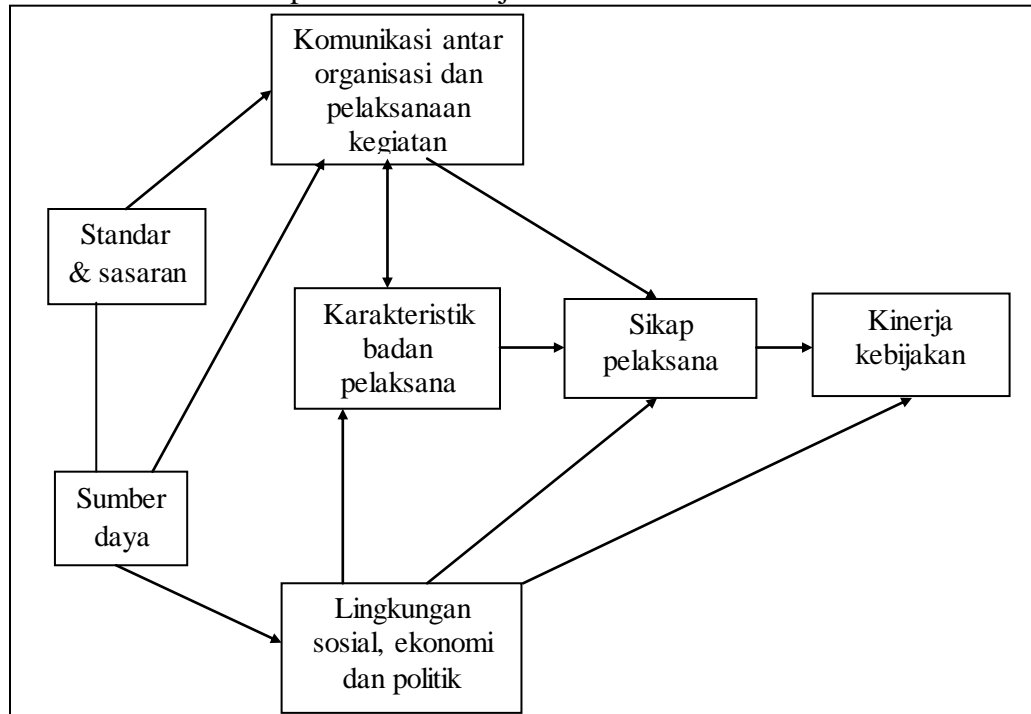 Komunikasi antar
organisasi dan
pelaksanaan
kegiatan
Standar
& sasaran
Karakteristik
badan
pelaksana
Sikap
pelaksana
Kinerja
kebijakan
Sumber
daya
Lingkungan
sosial, ekonomi
dan politik